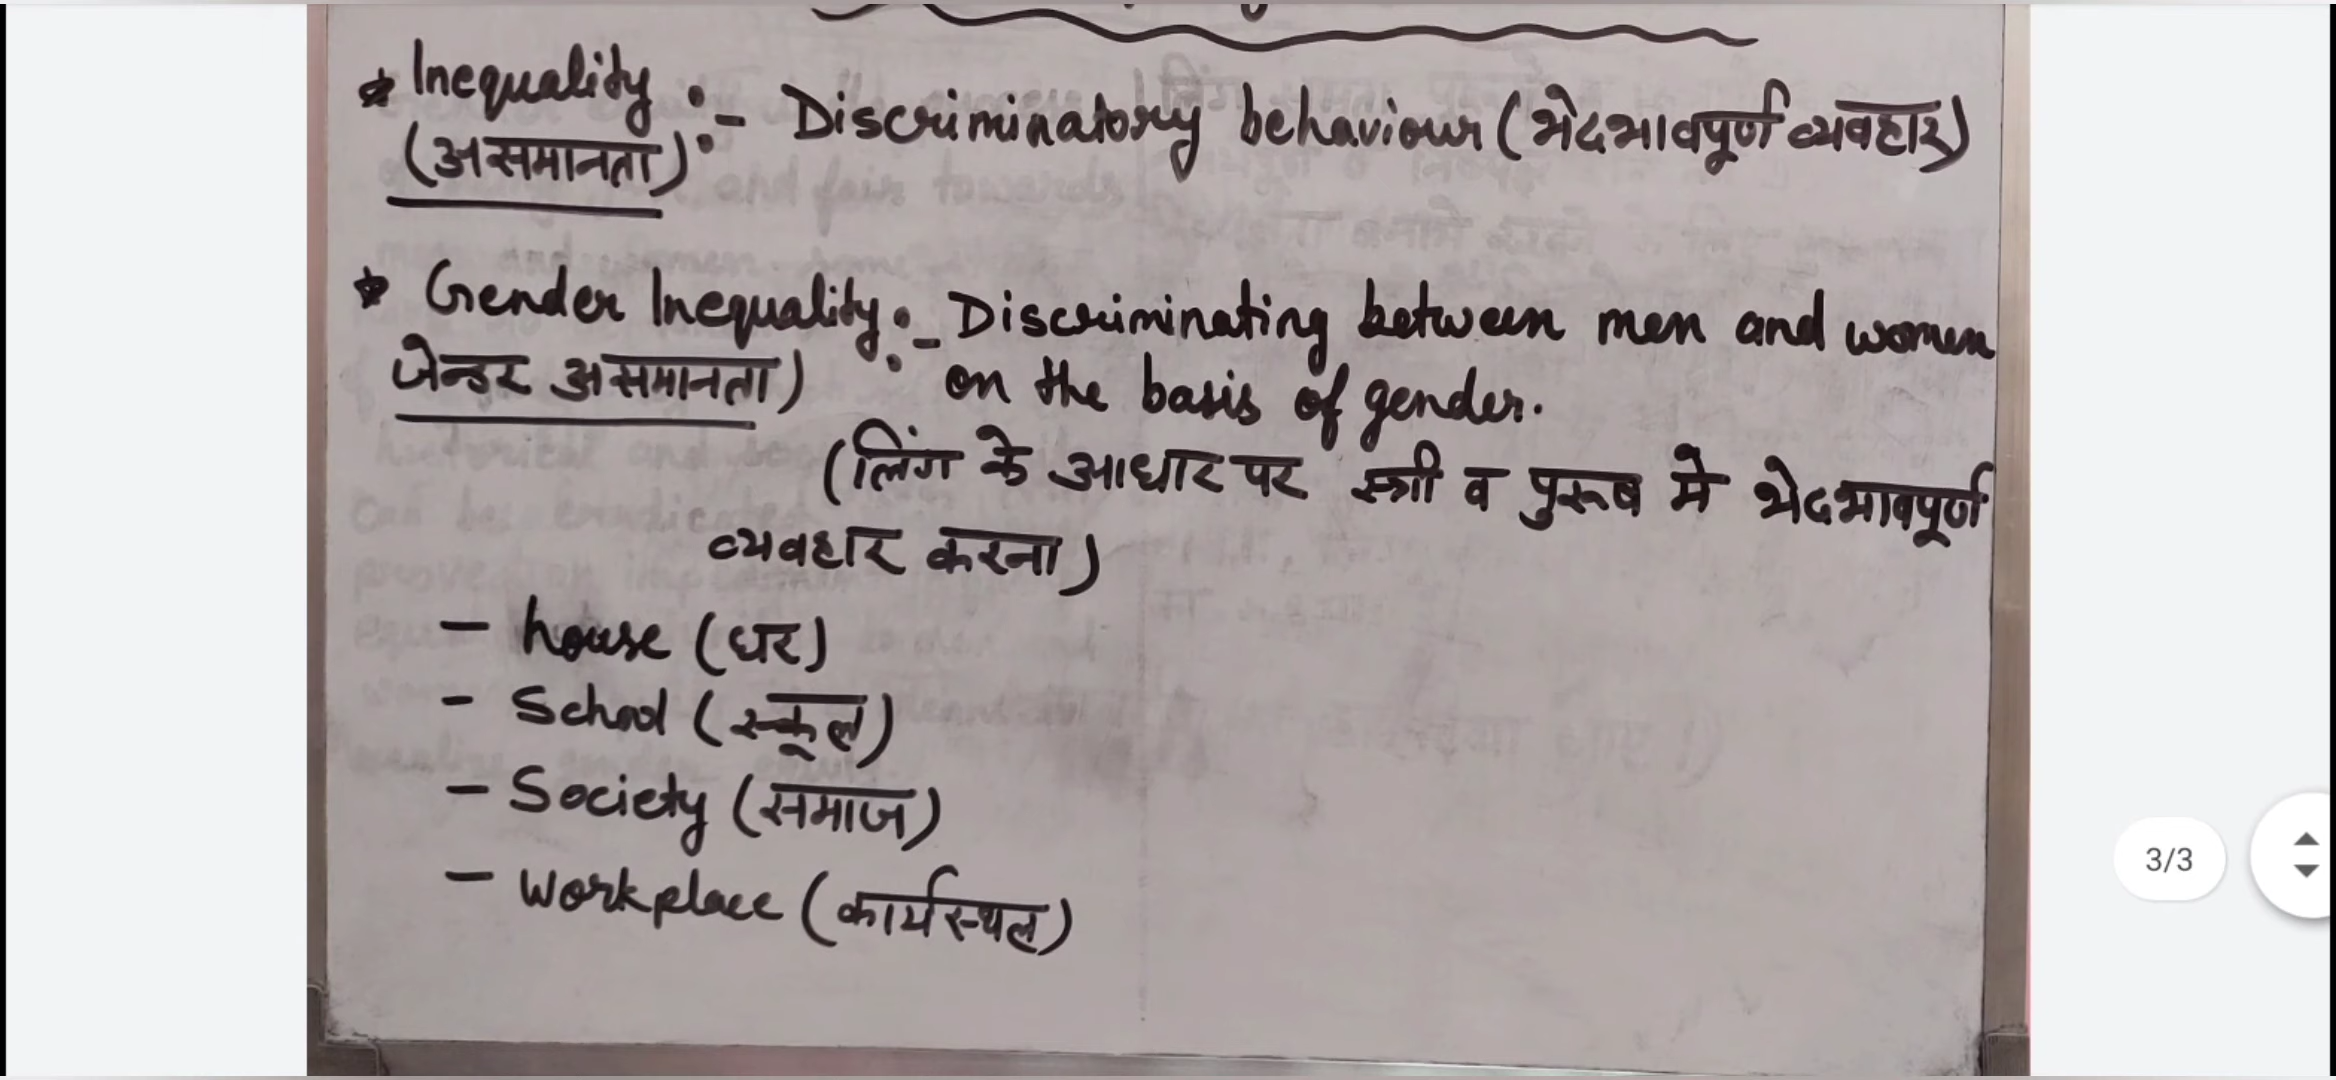 * Inequality :- Discriminatory behaviour (भेदभावपूर्ण व्यवहार)
(असमानता)
* Gender Inequality :- Discriminating between men and women
जेन्डर असमानता) on the basis of gender.
(लिंग के आधार पर स्त्री व पुरूष मे भेदभावपूर्ण
व्यवहार करना)
- house (घर)
- School (स्कूल)
- Society (समाज)
- Workplace (कार्यस्थल)
3/3